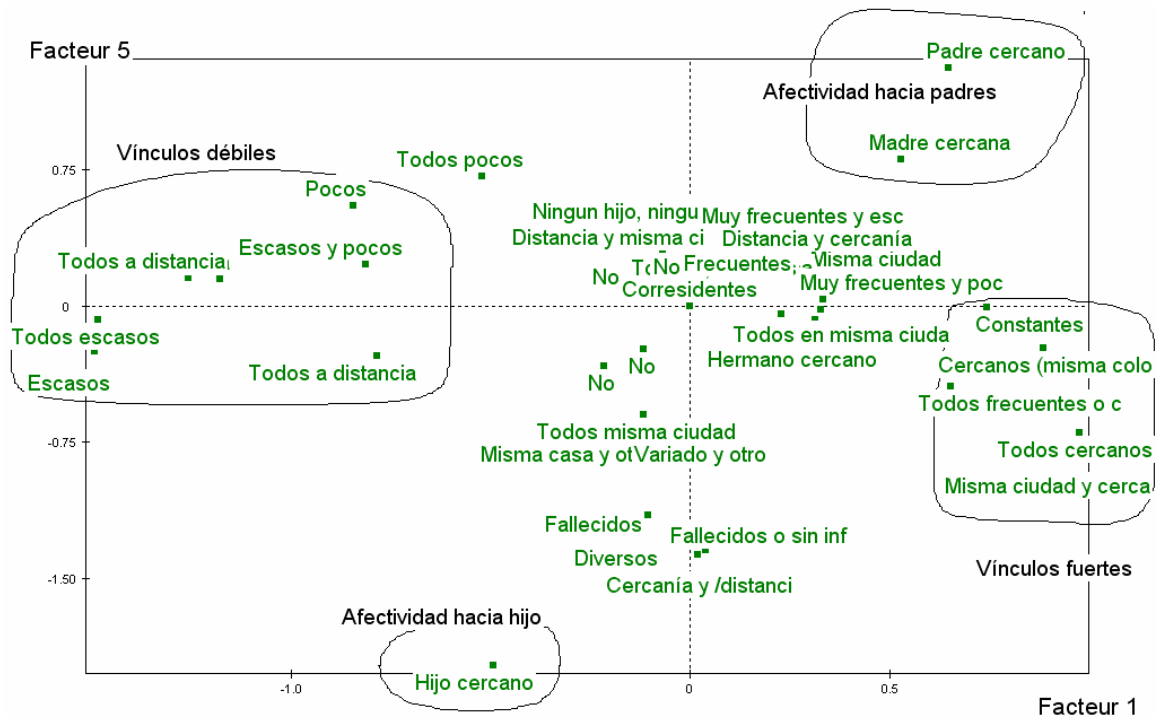 Facteur 5
Padre cercano
Afectividad hacia padres
Madre cercana
Vínculos débiles
Todos pocos
0.75
Pocos
Ningun hijo, ningu
Muy frecuentes y esc
Distancia y misma ci
Distancia y cercanía
Escasos y pocos
Todos a distancia
No
No
Frecuentes
Misma ciudad
Corresidentes
Muy frecuentes y poc
0
Todos escasos
Todos en misma ciuda
Constantes
Hermano cercano
Cercanos (misma colo
Escasos
Todos a distancia
No
No
Todos frecuentes o c
Todos misma ciudad
-0.75
Misma casa y ot
Variado y otro
Todos cercanos
Misma ciudad y cerca
Fallecidos
Fallecidos o sin inf
Diversos
Cercanía y /distanci
Vínculos fuertes
-1.50
Afectividad hacia hijo
Hijo cercano
-1.0
0
0.5
Facteur 1